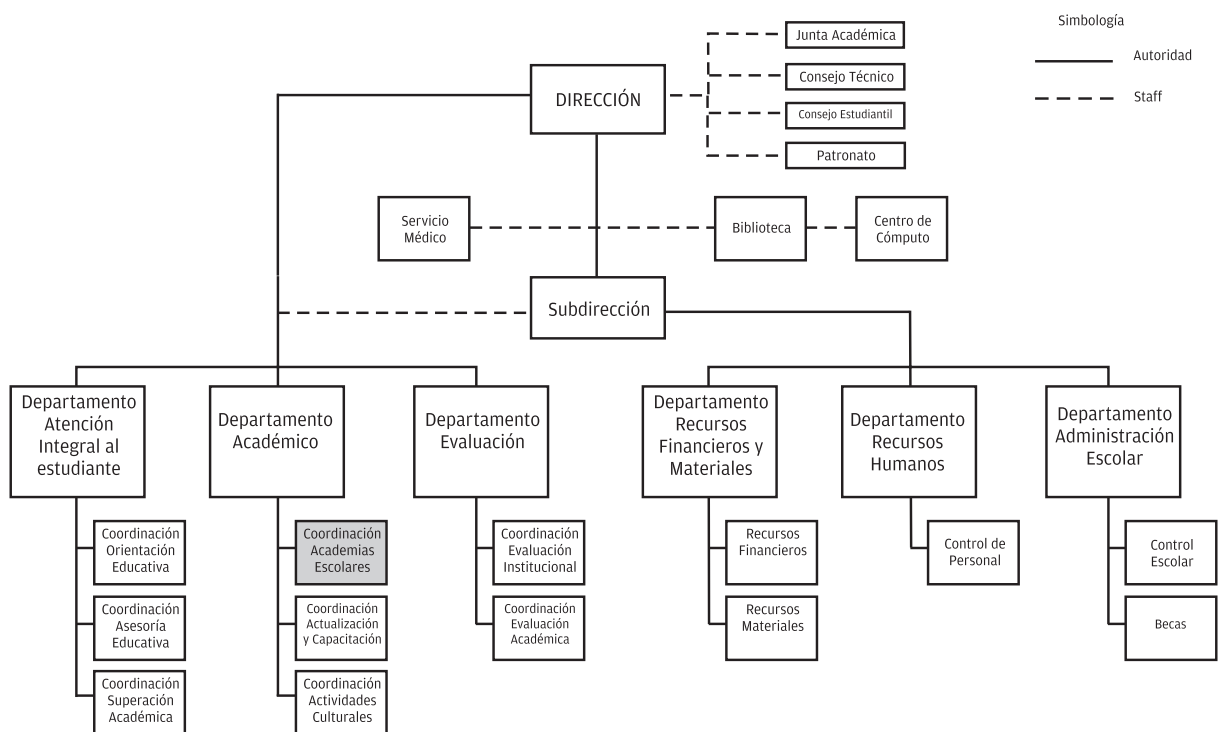 Simbología
Autoridad
Staff
Junta Académica
Consejo Técnico
Consejo Estudiantil
Patronato
DIRECCIÓN
Servicio
Médico
Biblioteca
Centro de
Cómputo
Subdirección
Departamento
Atención
Integral al
estudiante
Departamento
Académico
Departamento
Evaluación
Departamento
Recursos
Financieros y
Materiales
Departamento
Recursos
Humanos
Departamento
Administración
Escolar
Coordinación
Orientación
Educativa
Coordinación
Academias
Escolares
Coordinación
Evaluación
Institucional
Recursos
Financieros
Control de
Personal
Control
Escolar
Coordinación
Asesoría
Educativa
Coordinación
Actualización
y Capacitación
Coordinación
Evaluación
Académica
Recursos
Materiales
Becas
Coordinación
Superación
Académica
Coordinación
Actividades
Culturales